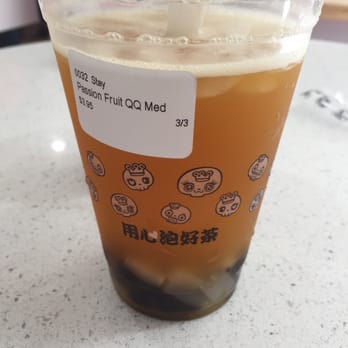 0032 Stay
Passion Fruit QQ Med
$3.95
3/3
用心泡好茶